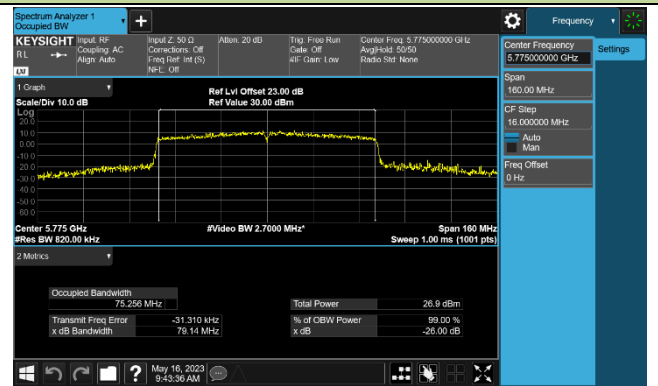 Spectrum Analyzer 1
Occupied BW
Frequency
KEYSIGHT
Input: RF
Coupling: AC
Align: Auto
Input Z: 50 Ω
Corrections: Off
Freq Ref: Int (S)
NFE: Off
Atten: 20 dB
Trig: Free Run
Gate: Off
#IF Gain: Low
Center Freq: 5.775000000 GHz
Avg|Hold: 50/50
Radio Std: None
RL
LXI
Center Frequency
5.775000000 GHz
Settings
Span
160.00 MHz
CF Step
16.000000 MHz
Auto
Man
Freq Offset
0 Hz
1 Graph
Scale/Div 10.0 dB
Ref Lvl Offset 23.00 dB
Ref Value 30.00 dBm
Log
20.0
10.0
0.00
-10.0
-20.0
-30.0
-40.0
-50.0
-60.0
Center 5.775 GHz
#Video BW 2.7000 MHz*
Span 160 MHz
#Res BW 820.00 kHz
Sweep 1.00 ms (1001 pts)
2 Metrics
Occupied Bandwidth
75.256 MHz
Total Power
26.9 dBm
Transmit Freq Error
-31.310 kHz
% of OBW Power
99.00 %
x dB Bandwidth
79.14 MHz
x dB
-26.00 dB
?
May 16, 2023
9:43:36 AM